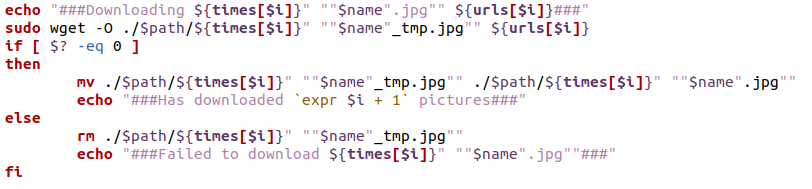 echo "###Downloading ${times[$i]}" ""$name".jpg"" ${urls[$i]}###"
sudo wget -O ./$path/${times[$i]}" ""$name"_tmp.jpg"" ${urls[$i]}
if [ $? -eq 0 ]
then
mv ./$path/${times[$i]}" ""$name"_tmp.jpg"" ./$path/${times[$i]}" ""$name".jpg""
echo "###Has downloaded `expr $i + 1` pictures###"
else
rm ./$path/${times[$i]}" ""$name"_tmp.jpg""
echo "###Failed to download ${times[$i]}" ""$name".jpg""###"
fi